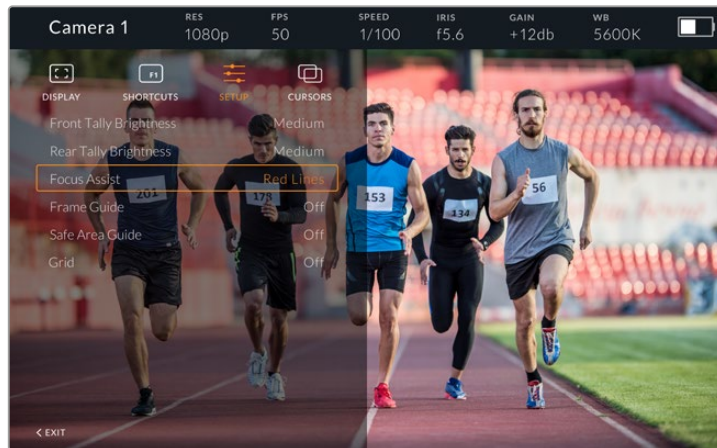 Camera 1
RES FPS SPEED IRIS GAIN WB
1080p 50 1/100 f5.6 +12db 5600K
F1
DISPLAY SHORTCUTS SETUP CURSORS
Front Tally Brightness Medium
Rear Tally Brightness Medium
Focus Assist Red Lines
Frame Guide Off
Safe Area Guide Off
Grid Off
201
178
153
134
56
< EXIT